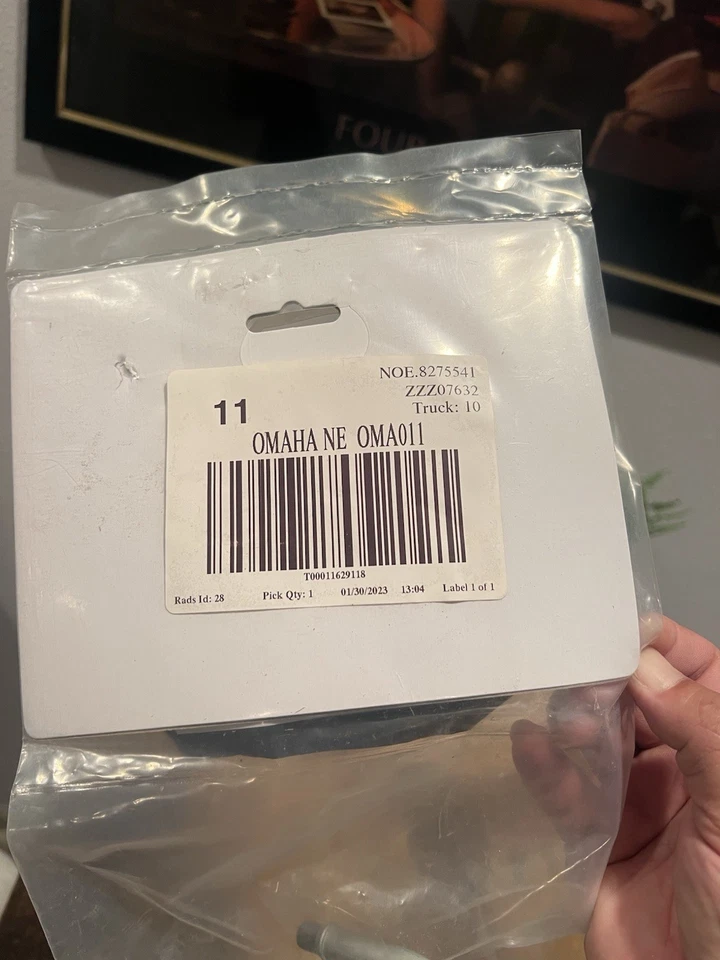 FOUR
NOE.8275541
ZZZ07632
11
Truck: 10
OMAHA NE OMA011
T00011629118
Rads Id: 28 Pick Qty: 1 01/30/2023 13:04 Label 1 of 1